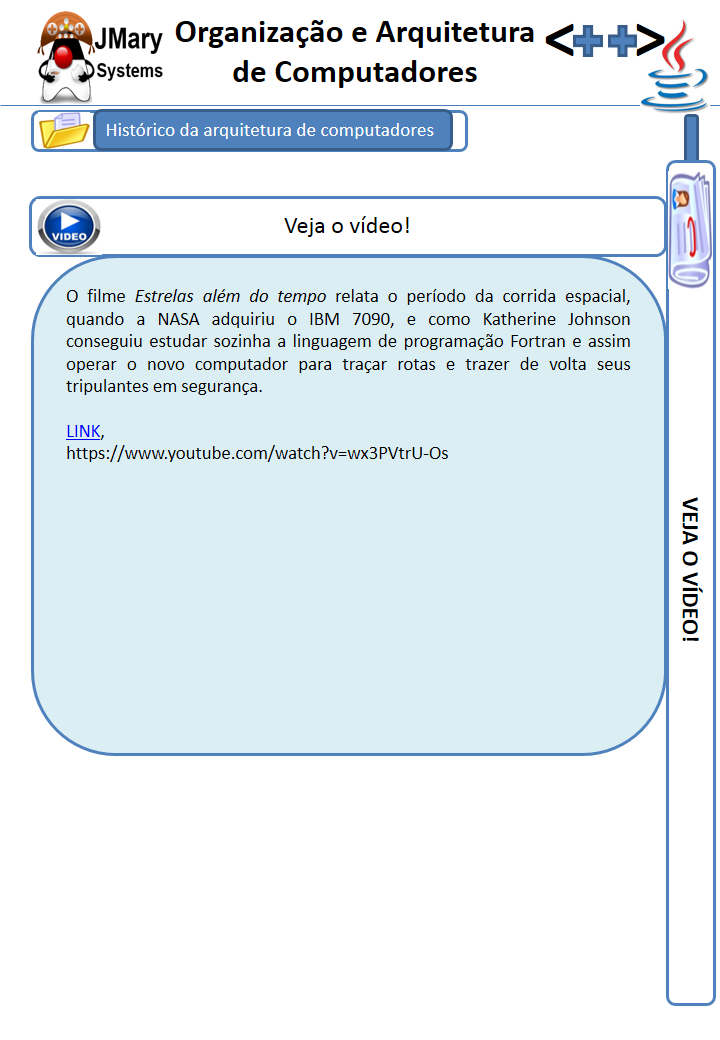 JMary
Systems
Organização e Arquitetura
de Computadores
<++>
Histórico da arquitetura de computadores
VIDEO
Veja o vídeo!
O filme Estrelas além do tempo relata o período da corrida espacial,
quando a NASA adquiriu o IBM 7090, e como Katherine Johnson
conseguiu estudar sozinha a linguagem de programação Fortran e assim
operar o novo computador para traçar rotas e trazer de volta seus
tripulantes em segurança.
LINK,
https://www.youtube.com/watch?v=wx3PVtrU-Os
VEJA O VÍDEO!